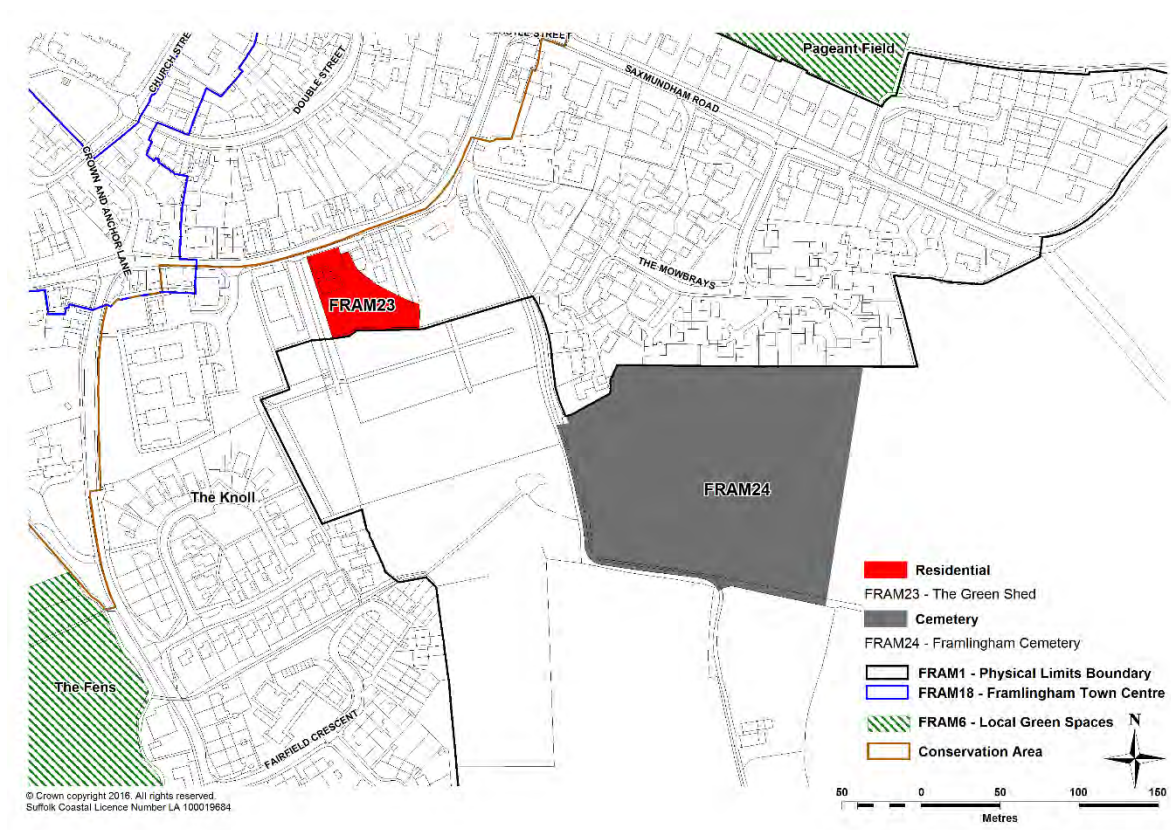 CHURCH STRE
DOUBLE STREET
Pageant Field
SAXMUNDHAM ROAD
CROWN AND ANCHOR LANE
THE MOWBRAYS
FRAM23
FRAM24
The Knoll
The Fens
FAIRFIELD CRESCENT
Residential
FRAM23 - The Green Shed
Cemetery
FRAM24 - Framlingham Cemetery
FRAM1 - Physical Limits Boundary
FRAM18 - Framlingham Town Centre
FRAM6 - Local Green Spaces
N
Conservation Area
© Crown copyright 2016. All rights reserved.
Suffolk Coastal Licence Number LA 100019684
50 0 50 100 150
Metres